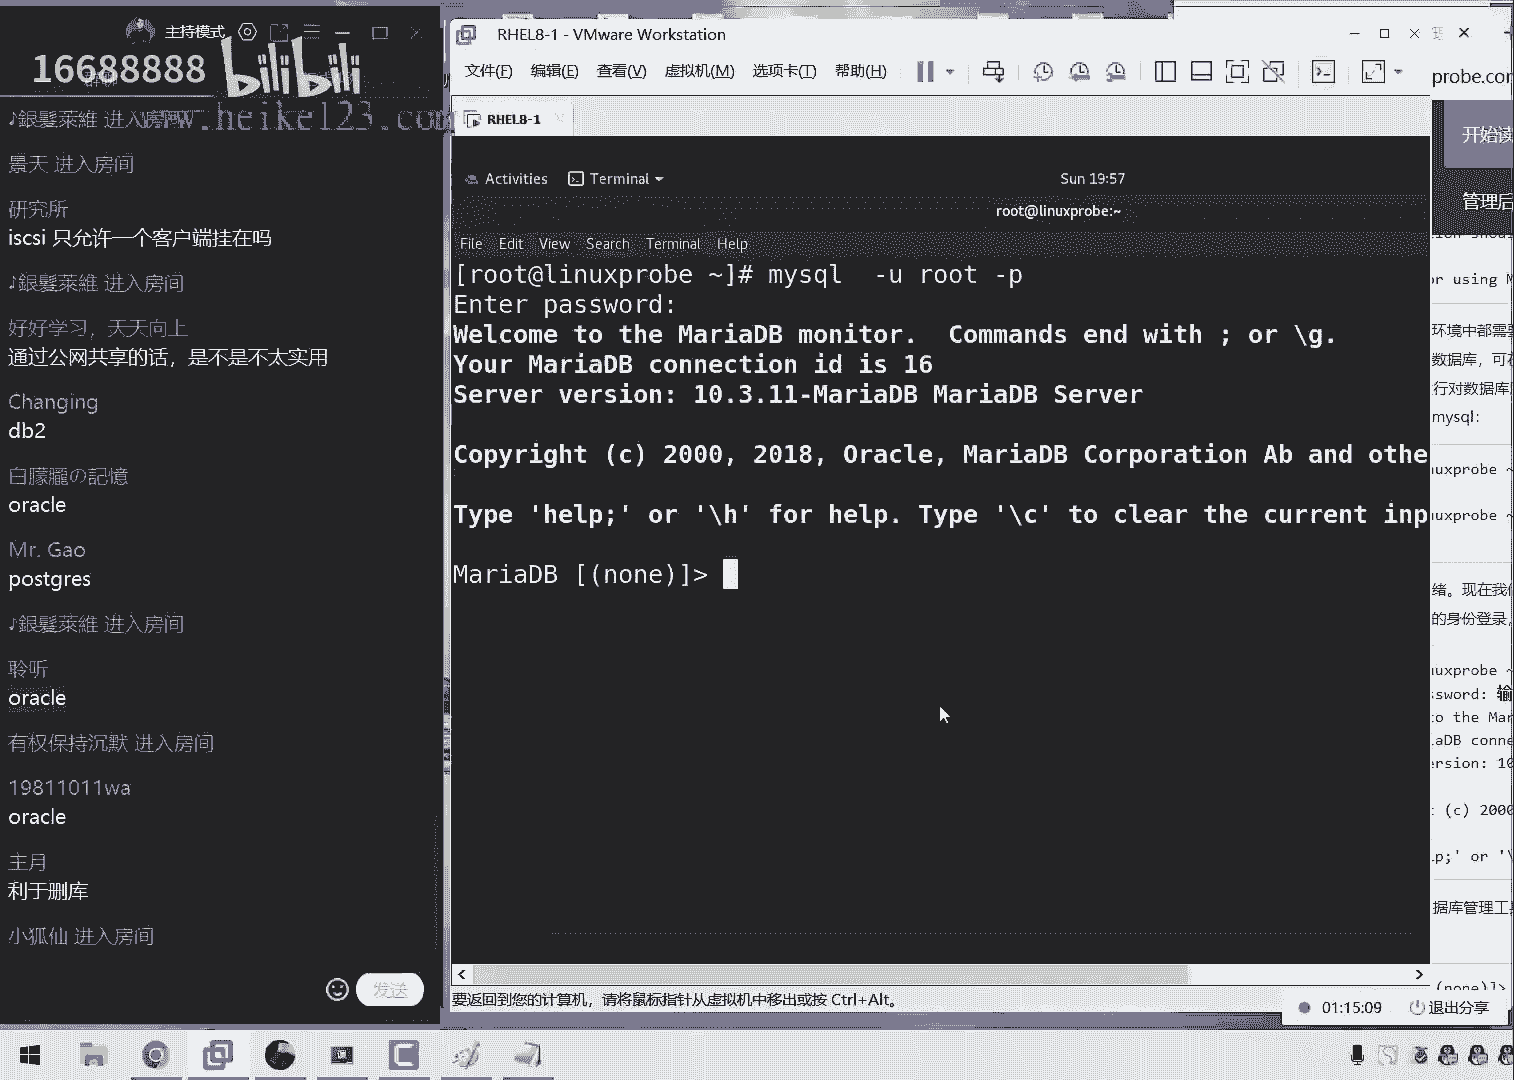 主持模式
16688888
bilibili
www.heike123.com
♪銀髮萊維 进入房间
景天 进入房间
研究所
iscsi 只允许一个客户端挂在吗
♪銀髮萊維 进入房间
好好学习，天天向上
通过公网共享的话，是不是不太实用
Changing
db2
白朦朧の記憶
oracle
Mr. Gao
postgres
♪銀髮萊維 进入房间
聆听
oracle
有权保持沉默 进入房间
19811011wa
oracle
主月
利于删库
小狐仙 进入房间
发送
RHEL8-1 - VMware Workstation
文件(F) 编辑(E) 查看(V) 虚拟机(M) 选项卡(T) 帮助(H)
RHEL8-1
Activities Terminal Sun 19:57
root@linuxprobe:~
File Edit View Search Terminal Help
[root@linuxprobe ~]# mysql  -u root -p
Enter password:
Welcome to the MariaDB monitor.  Commands end with ; or \g.
Your MariaDB connection id is 16
Server version: 10.3.11-MariaDB MariaDB Server
Copyright (c) 2000, 2018, Oracle, MariaDB Corporation Ab and othe
Type 'help;' or '\h' for help. Type '\c' to clear the current inp
MariaDB [(none)]>
要返回到您的计算机，请将鼠标指针从虚拟机中移出或按 Ctrl+Alt。
probe.com
开始读
管理后
or using M
环境中都需要
数据库，可在
行对数据库
mysql:
nuxprobe ~
nuxprobe ~
绪。现在我们
的身份登录，
nuxprobe ~
ssword: 输
to the Mar
iaDB conne
ersion: 10
t (c) 2000
lp;' or '\
据库管理工具
(none)]>
01:15:09 退出分享